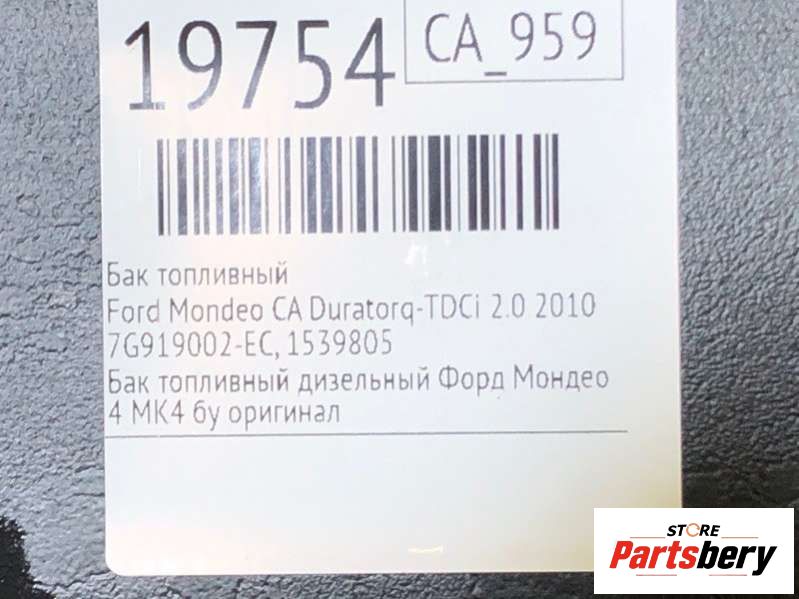 19754
CA_959
Бак топливный
Ford Mondeo CA Duratorq-TDCi 2.0 2010
7G919002-EC, 1539805
Бак топливный дизельный Форд Мондео
4 МК4 бу оригинал
STORE
Partsbery